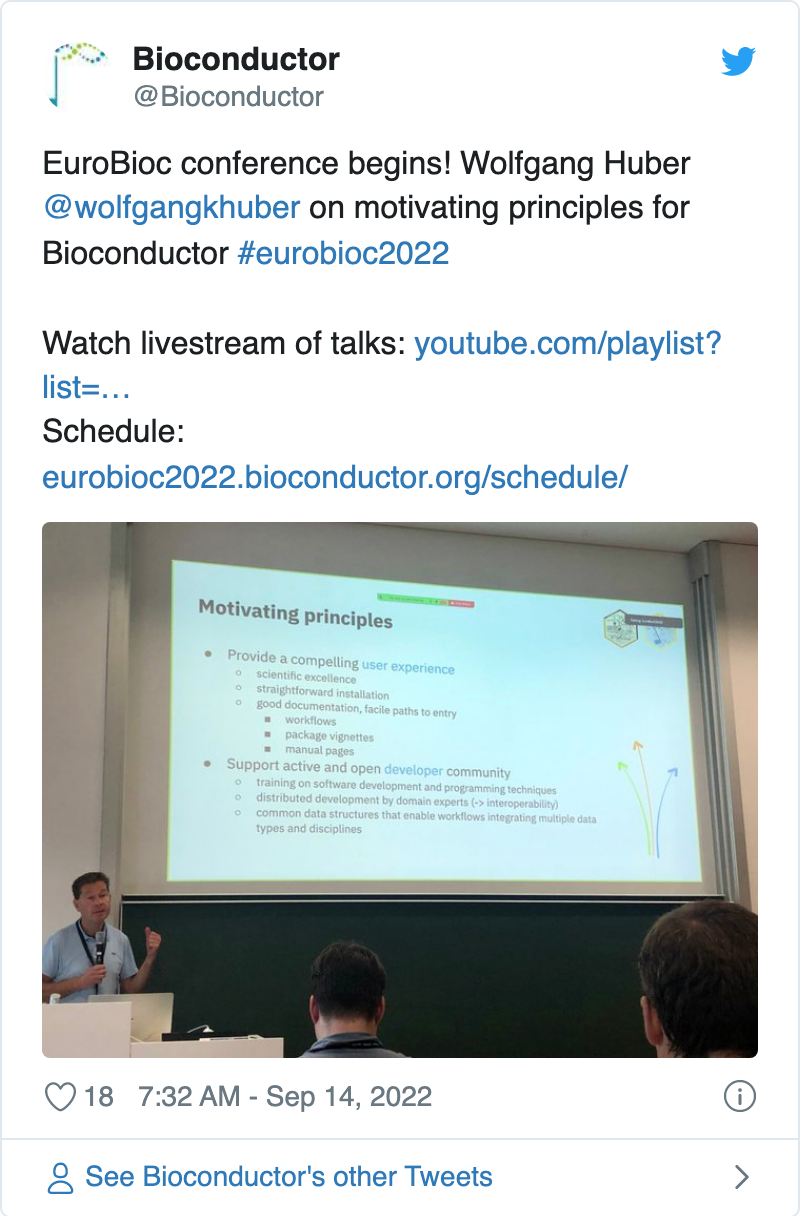 Bioconductor
@Bioconductor
EuroBioc conference begins! Wolfgang Huber
@wolfgangkhuber on motivating principles for
Bioconductor #eurobioc2022
Watch livestream of talks: youtube.com/playlist?
list=…
Schedule:
eurobioc2022.bioconductor.org/schedule/
Motivating principles
● Provide a compelling user experience
○ scientific excellence
○ straightforward installation
○ good documentation, facile paths to entry
■ workflows
■ package vignettes
■ manual pages
● Support active and open developer community
○ training on software development and programming techniques
○ distributed development by domain experts (-> interoperability)
○ common data structures that enable workflows integrating multiple data
types and disciplines
18 7:32 AM - Sep 14, 2022
See Bioconductor's other Tweets